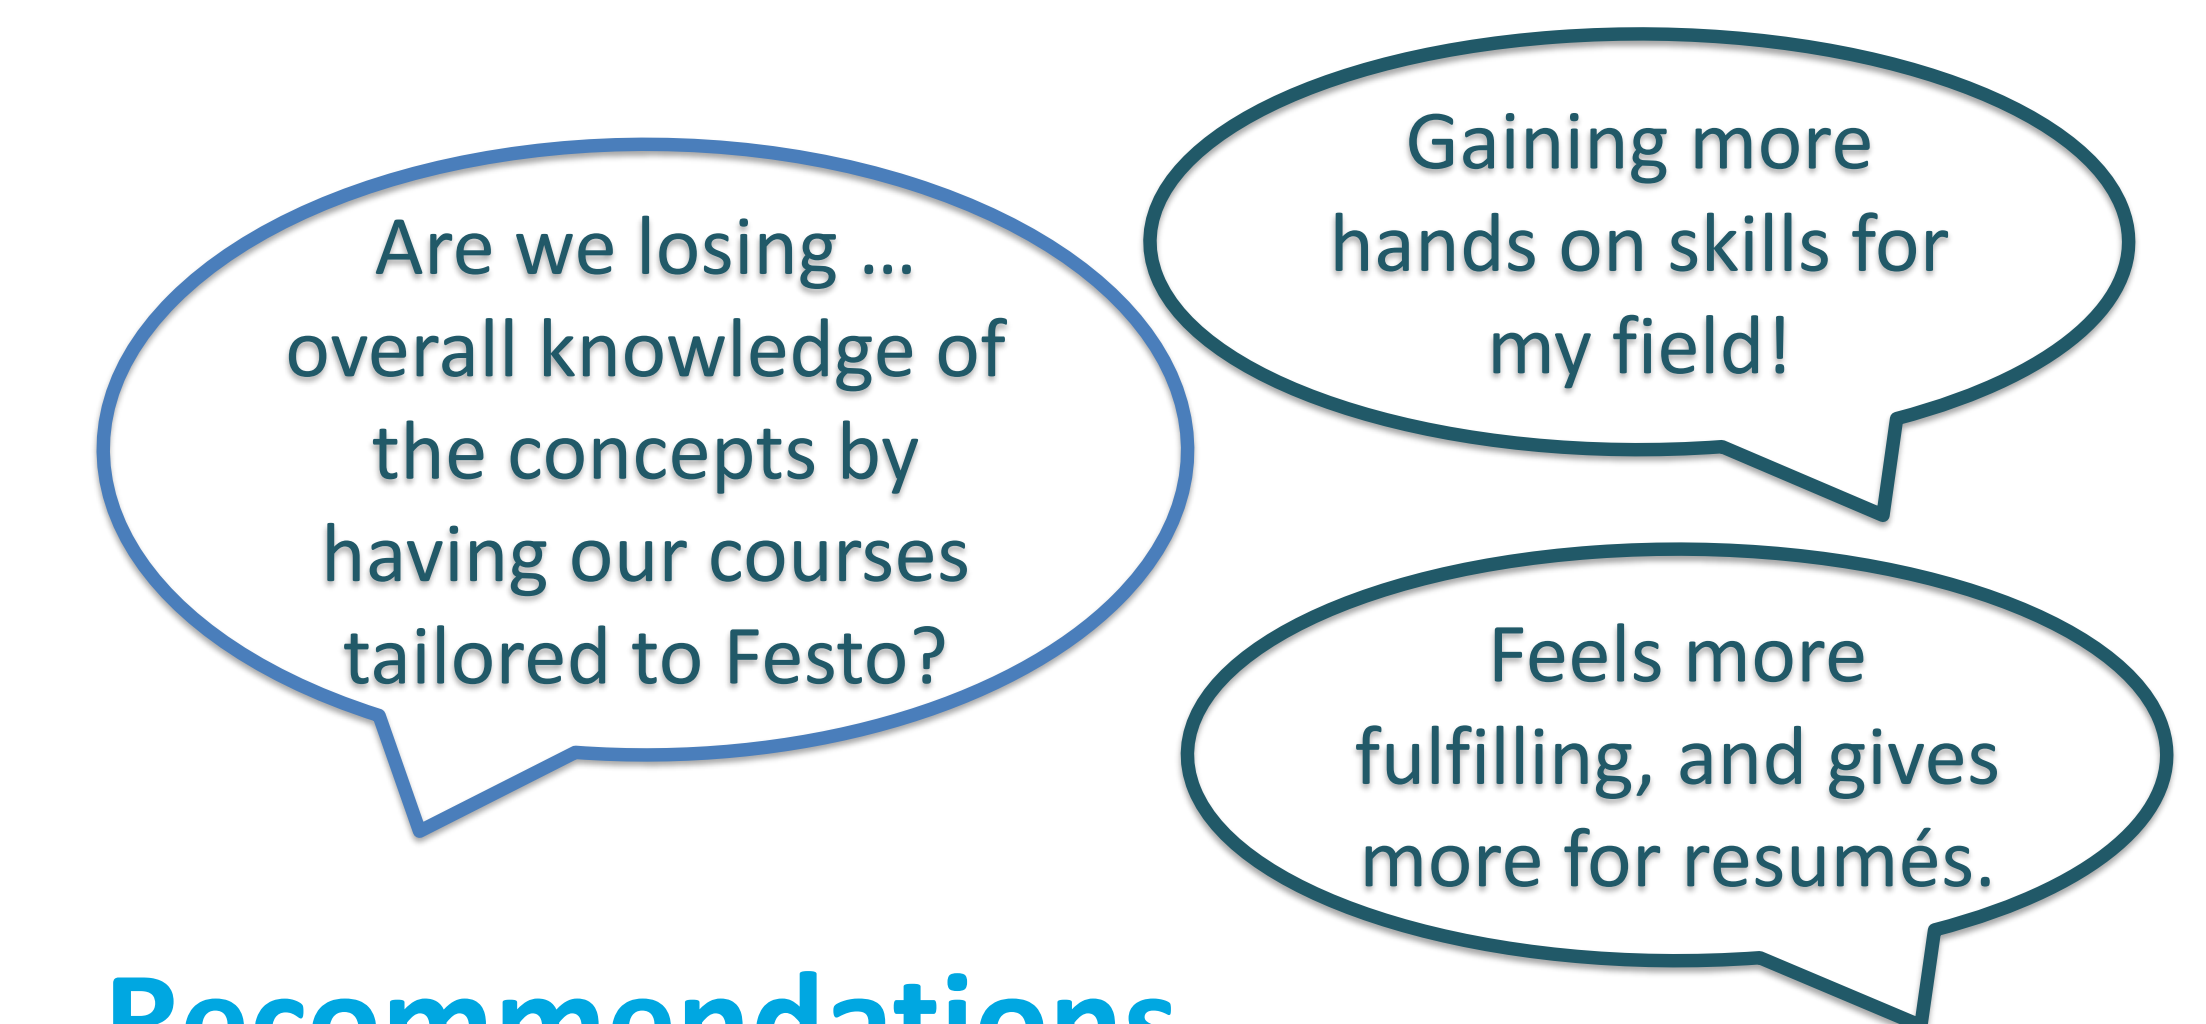 Are we losing …
overall knowledge of
the concepts by
having our courses
tailored to Festo?
Gaining more
hands on skills for
my field!
Feels more
fulfilling, and gives
more for resumés.
Recommendations